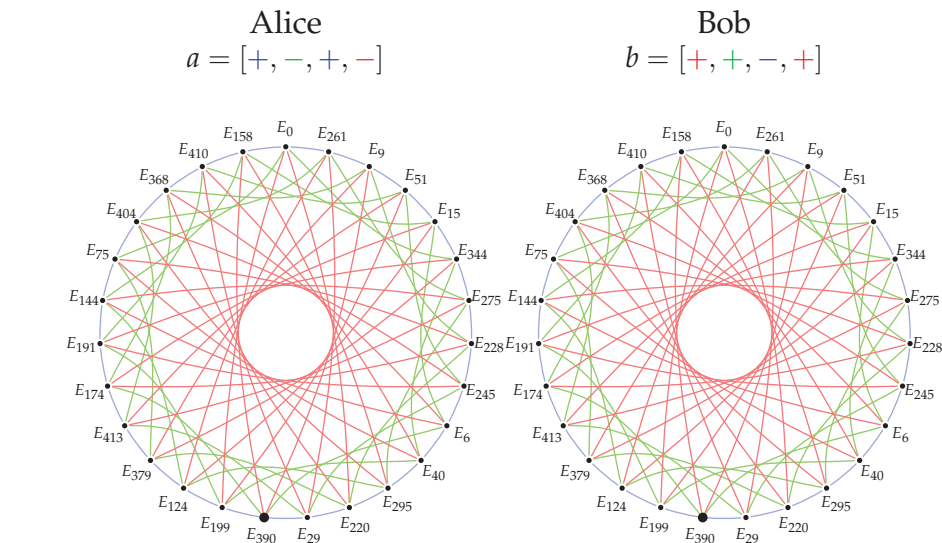 Alice Bob
a = [+, −, +, −] b = [+, +, −, +]
E0 E0
E158 E261 E158 E261
E410 E9 E410 E9
E368 E51 E368 E51
E404 E15 E404 E15
E75 E344 E75 E344
E144 E275 E144 E275
E191 E228 E191 E228
E174 E245 E174 E245
E413 E6 E413 E6
E379 E40 E379 E40
E124 E295 E124 E295
E199 E220 E199 E220
E390 E29 E390 E29